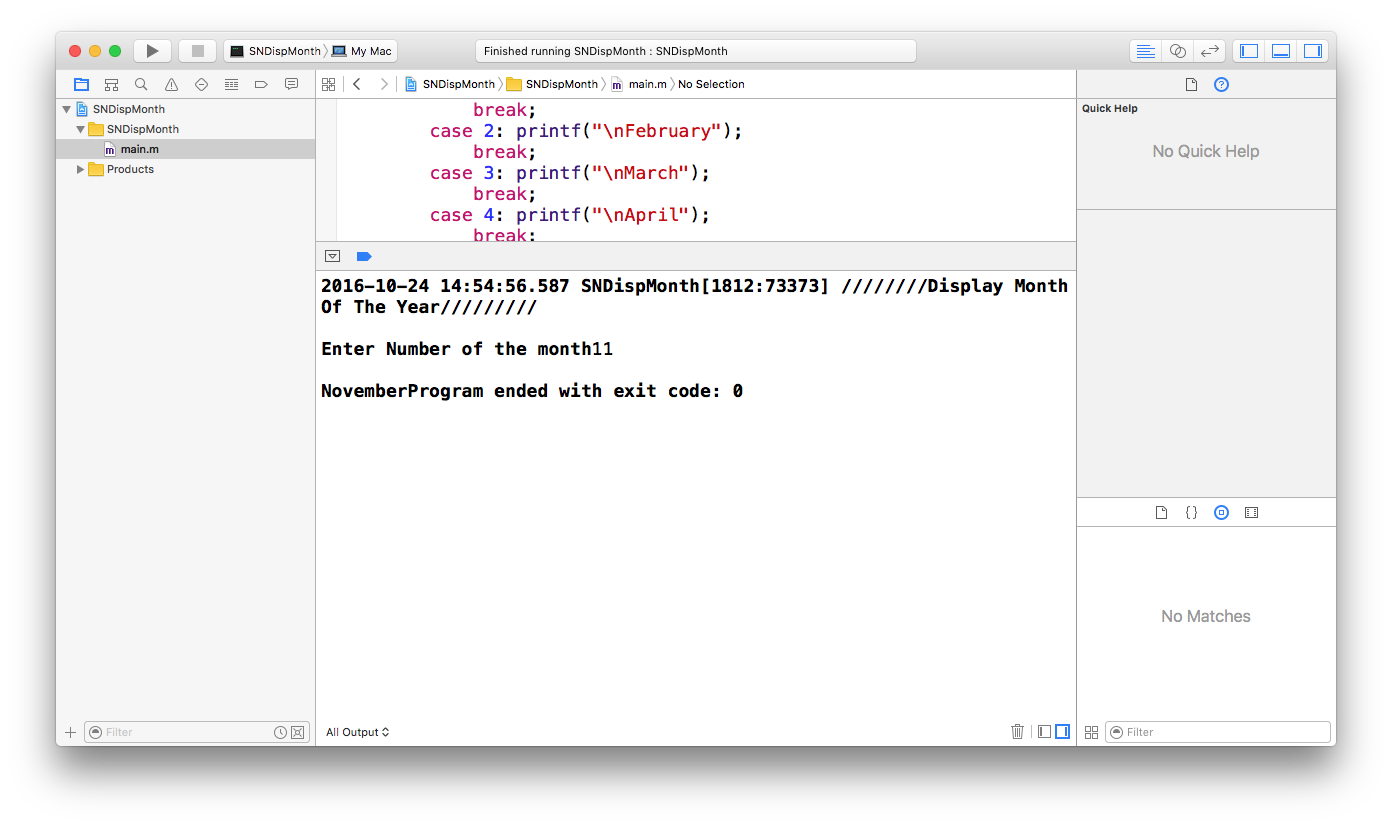 SNDispMonth My Mac Finished running SNDispMonth : SNDispMonth
SNDispMonth SNDispMonth m main.m No Selection
SNDispMonth
SNDispMonth
m main.m
Products
break;
case 2: printf("\nFebruary");
break;
case 3: printf("\nMarch");
break;
case 4: printf("\nApril");
break;
2016-10-24 14:54:56.587 SNDispMonth[1812:73373] ////////Display Month
Of The Year/////////
Enter Number of the month11
NovemberProgram ended with exit code: 0
Quick Help
No Quick Help
{}
No Matches
Filter
All Output
Filter